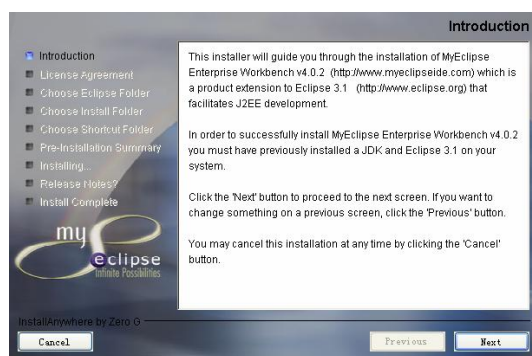 Introduction
Introduction
License Agreement
Choose Eclipse Folder
Choose Install Folder
Choose Shortcut Folder
Pre-Installation Summary
Installing...
Release Notes?
Install Complete
This installer will guide you through the installation of MyEclipse
Enterprise Workbench v4.0.2 (http://www.myeclipseide.com) which is
a product extension to Eclipse 3.1 (http://www.eclipse.org) that
facilitates J2EE development.
In order to successfully install MyEclipse Enterprise Workbench v4.0.2
you must have previously installed a JDK and Eclipse 3.1 on your
system.
Click the 'Next' button to proceed to the next screen. If you want to
change something on a previous screen, click the 'Previous' button.
You may cancel this installation at any time by clicking the 'Cancel'
button.
my
eclipse
Infinite Possibilities
InstallAnywhere by Zero G
Cancel
Previous
Next